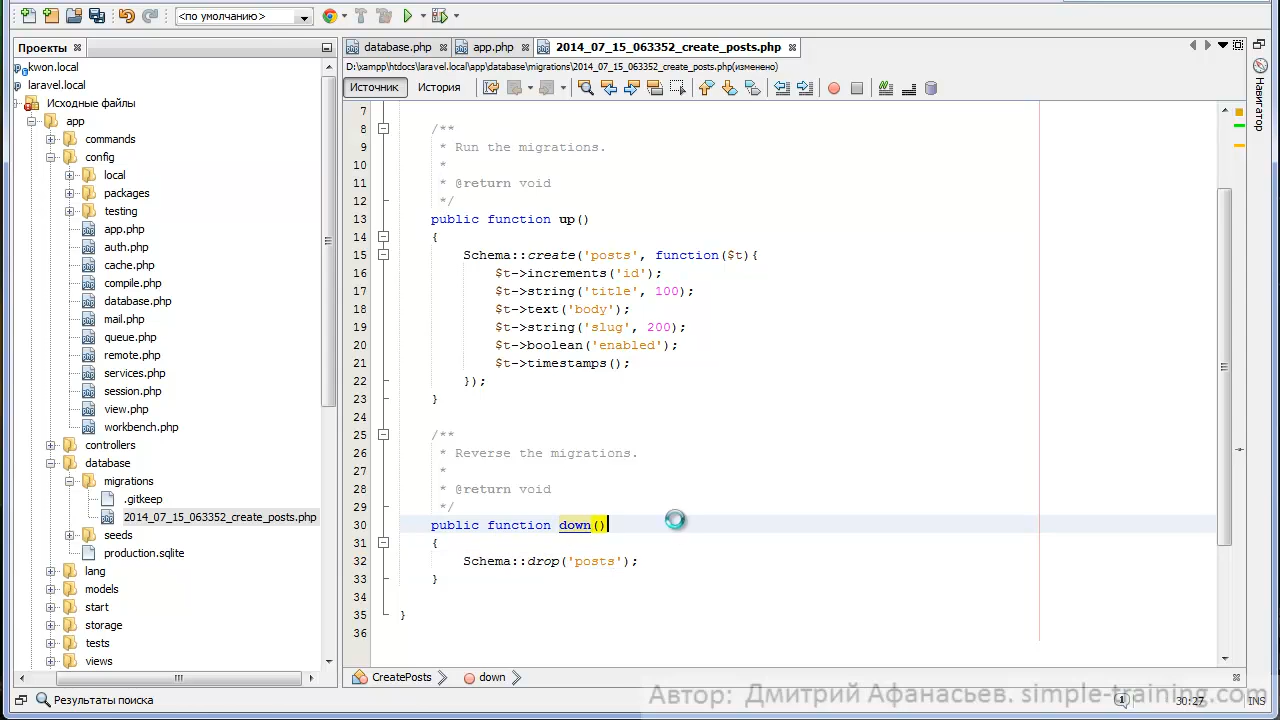 <по умолчанию>
Проекты
kwon.local
laravel.local
Исходные файлы
app
commands
config
local
packages
testing
app.php
auth.php
cache.php
compile.php
database.php
mail.php
queue.php
remote.php
services.php
session.php
view.php
workbench.php
controllers
database
migrations
.gitkeep
2014_07_15_063352_create_posts.php
seeds
production.sqlite
lang
models
start
storage
tests
views
database.php
app.php
2014_07_15_063352_create_posts.php
D:\xampp\htdocs\laravel.local\app\database\migrations\2014_07_15_063352_create_posts.php(изменено)
Источник
История
7
8 /**
9 * Run the migrations.
10 *
11 * @return void
12 */
13 public function up()
14 {
15 Schema::create('posts', function($t){
16 $t->increments('id');
17 $t->string('title', 100);
18 $t->text('body');
19 $t->string('slug', 200);
20 $t->boolean('enabled');
21 $t->timestamps();
22 });
23 }
24
25 /**
26 * Reverse the migrations.
27 *
28 * @return void
29 */
30 public function down()
31 {
32 Schema::drop('posts');
33 }
34
35 }
36
Навигатор
CreatePosts
down
Результаты поиска
30:27
INS
Автор: Дмитрий Афанасьев. simple-training.com